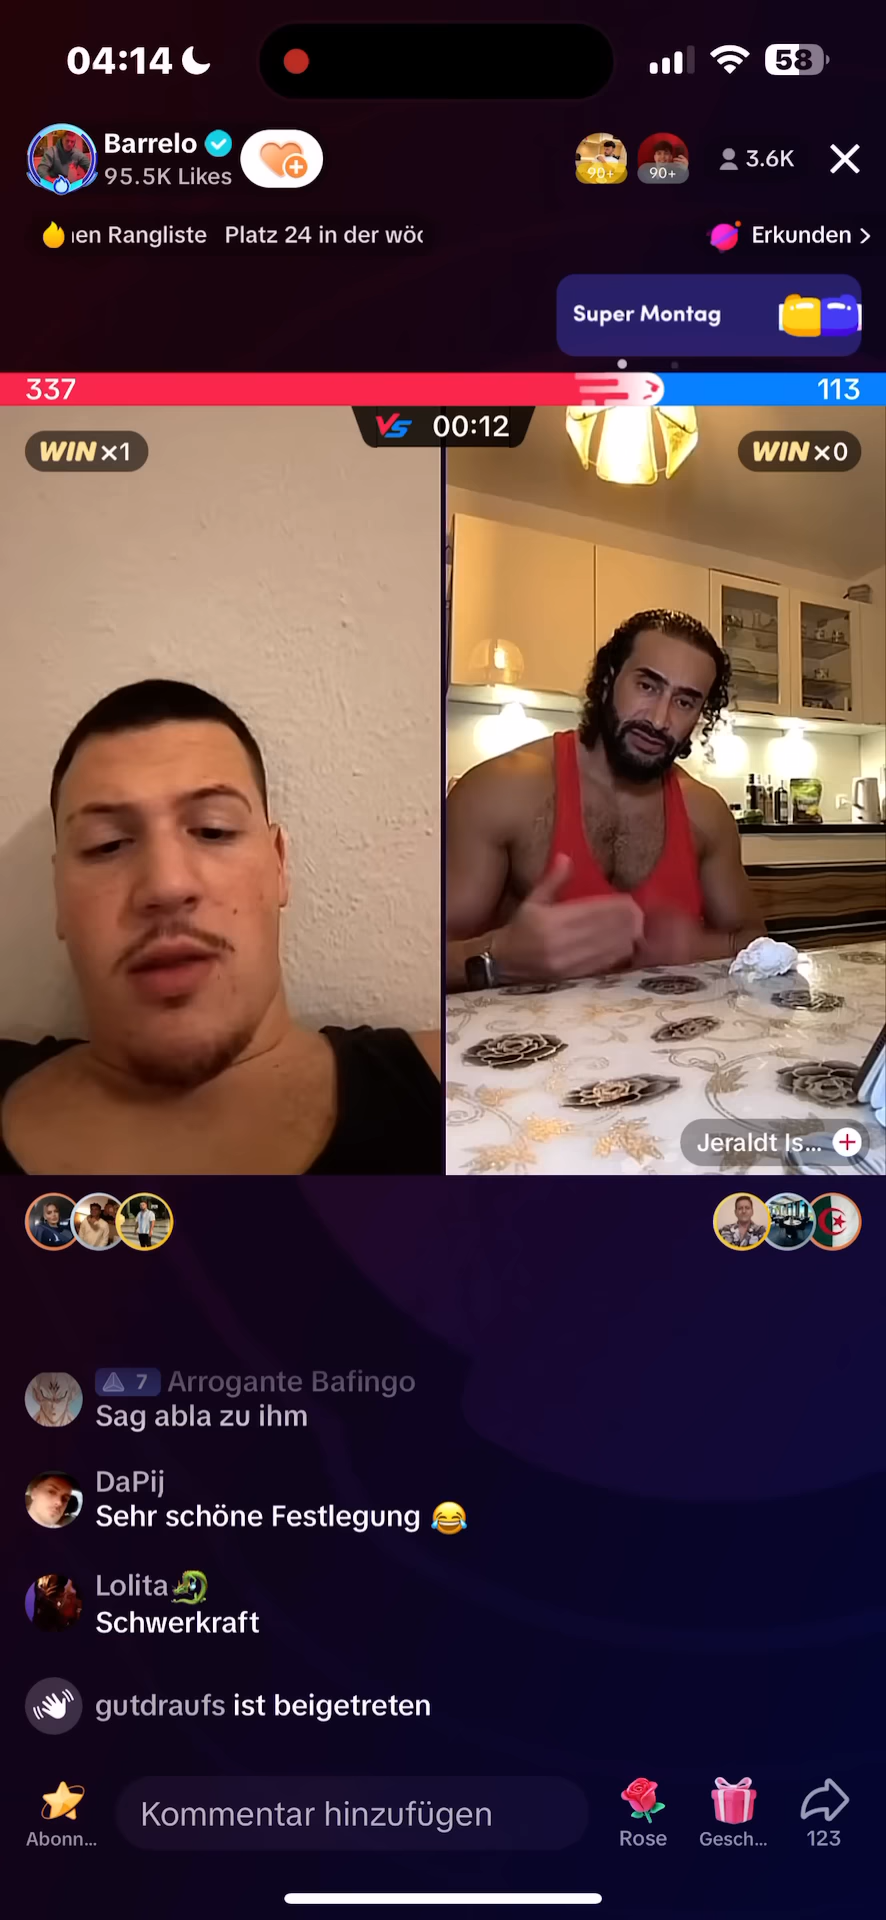 04:14
58
Barrelo
95.5K Likes
90+
90+
3.6K
nen Rangliste Platz 24 in der wöc
Erkunden >
Super Montag
337
113
VS 00:12
WIN x1
WIN x0
Jeraldt Is... +
7 Arrogante Bafingo
Sag abla zu ihm
DaPij
Sehr schöne Festlegung 😂
Lolita🐉
Schwerkraft
gutdraufs ist beigetreten
Abonn...
Kommentar hinzufügen
Rose
Gesch...
123